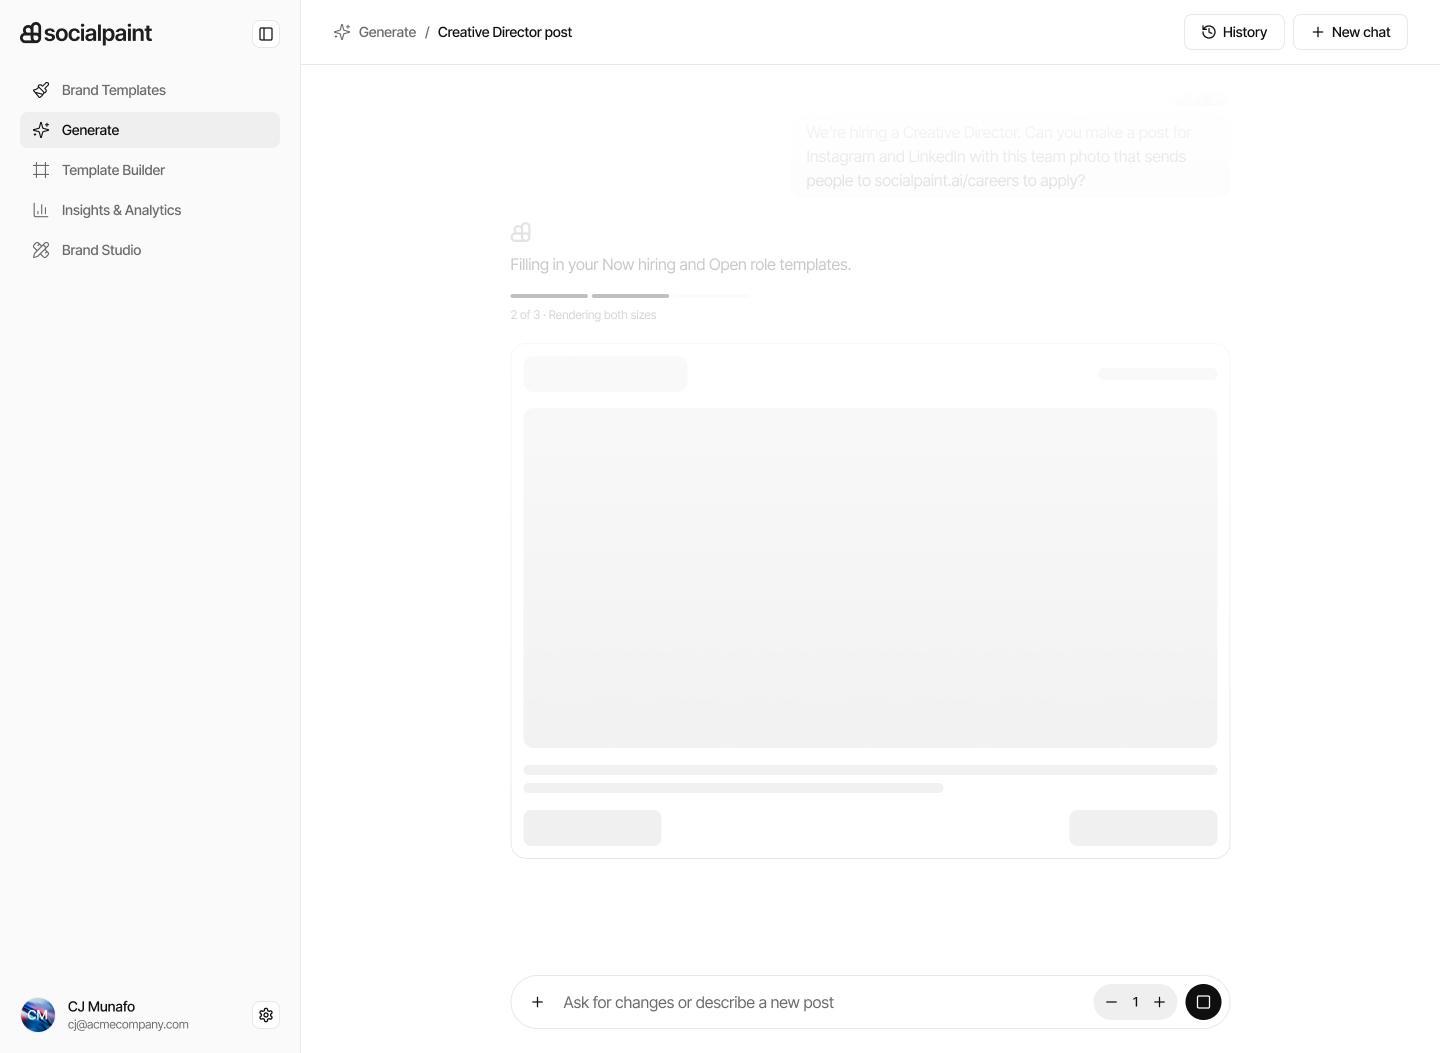 socialpaint
Generate / Creative Director post
History
New chat
Brand Templates
Generate
Template Builder
Insights & Analytics
Brand Studio
We're hiring a Creative Director. Can you make a post for
Instagram and LinkedIn with this team photo that sends
people to socialpaint.ai/careers to apply?
Filling in your Now hiring and Open role templates.
2 of 3 · Rendering both sizes
Ask for changes or describe a new post
1
CM
CJ Munafo
cj@acmecompany.com